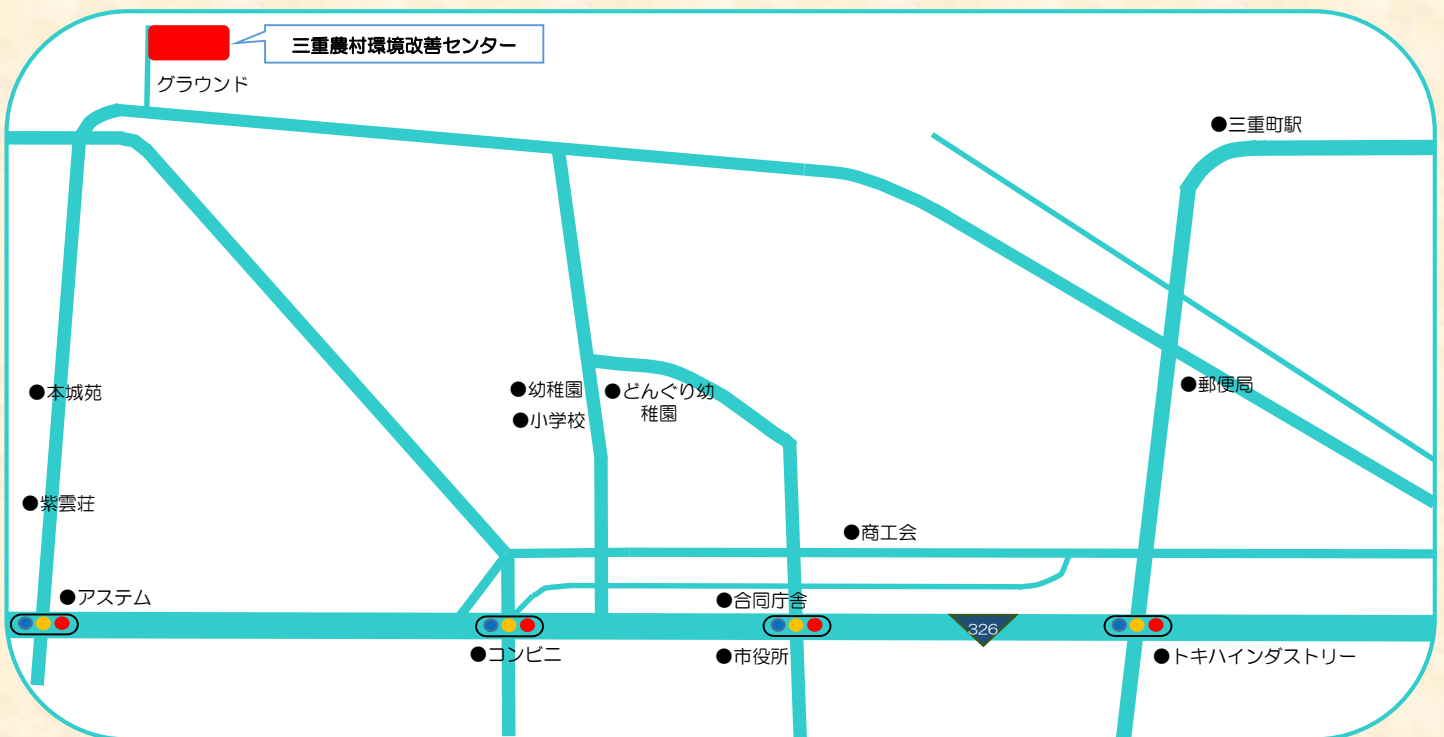 三重農村環境改善センター
グラウンド
●三重町駅
●本城苑
●幼稚園
●どんぐり幼
稚園
●郵便局
●小学校
●紫雲荘
●商工会
●アステム
●合同庁舎
326
●コンビニ
●市役所
●トキハインダストリー